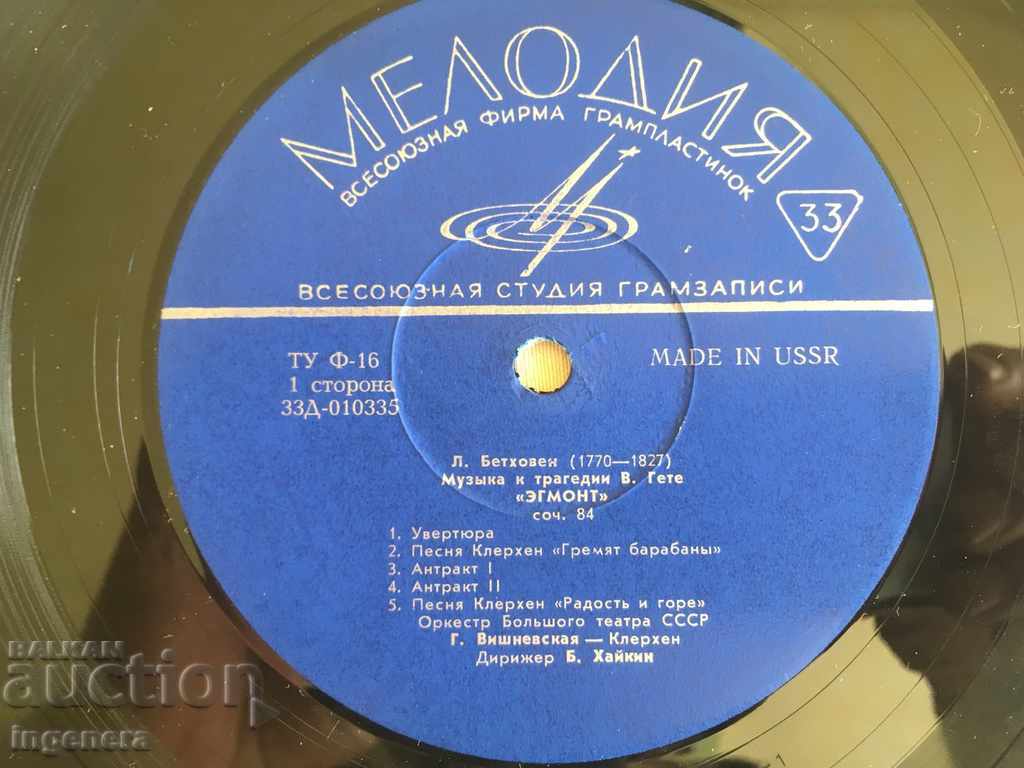 МЕЛОДИЯ
ВСЕСОЮЗНАЯ ФИРМА ГРАМПЛАСТИНОК
33
ВСЕСОЮЗНАЯ СТУДИЯ ГРАМЗАПИСИ
ТУ Ф-16
1 сторона
33Д-010335
MADE IN USSR
Л. Бетховен (1770—1827)
Музыка к трагедии В. Гете
«ЭГМОНТ»
соч. 84
1. Увертюра
2. Песня Клерхен «Гремят барабаны»
3. Антракт I
4. Антракт II
5. Песня Клерхен «Радость и горе»
Оркестр Большого театра СССР
Г. Вишневская — Клерхен
Дирижер Б. Хайкин
BALKAN
auction
ingenera